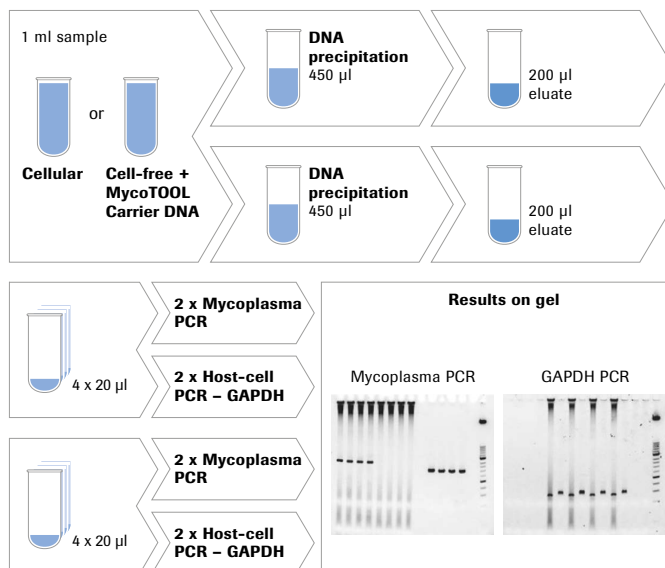 1 ml sample
or
Cellular
Cell-free +
MycoTOOL
Carrier DNA
DNA
precipitation
450 µl
200 µl
eluate
DNA
precipitation
450 µl
200 µl
eluate
4 x 20 µl
2 x Mycoplasma
PCR
2 x Host-cell
PCR – GAPDH
4 x 20 µl
2 x Mycoplasma
PCR
2 x Host-cell
PCR – GAPDH
Results on gel
Mycoplasma PCR
GAPDH PCR